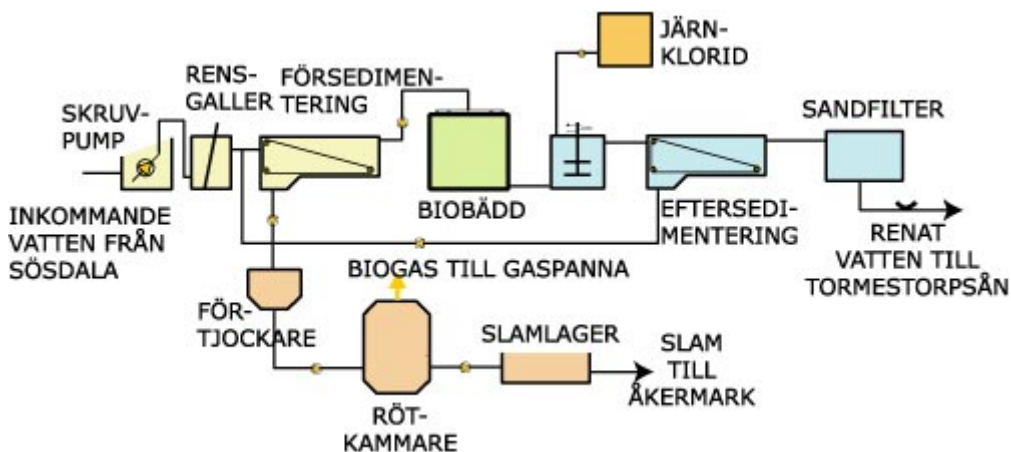 JÄRN-
KLORID
RENS-
GALLER
FÖRSEDIMEN-
TERING
SKRUV-
PUMP
SANDFILTER
INKOMMANDE
VATTEN FRÅN
SÖSDALA
BIOBÄDD
EFTERSEDI-
MENTERING
RENAT
VATTEN TILL
TORMESTORPSÅN
BIOGAS TILL GASPANNA
FÖR-
TJOCKARE
SLAMLAGER
SLAM
TILL
ÅKERMARK
RÖT-
KAMMARE